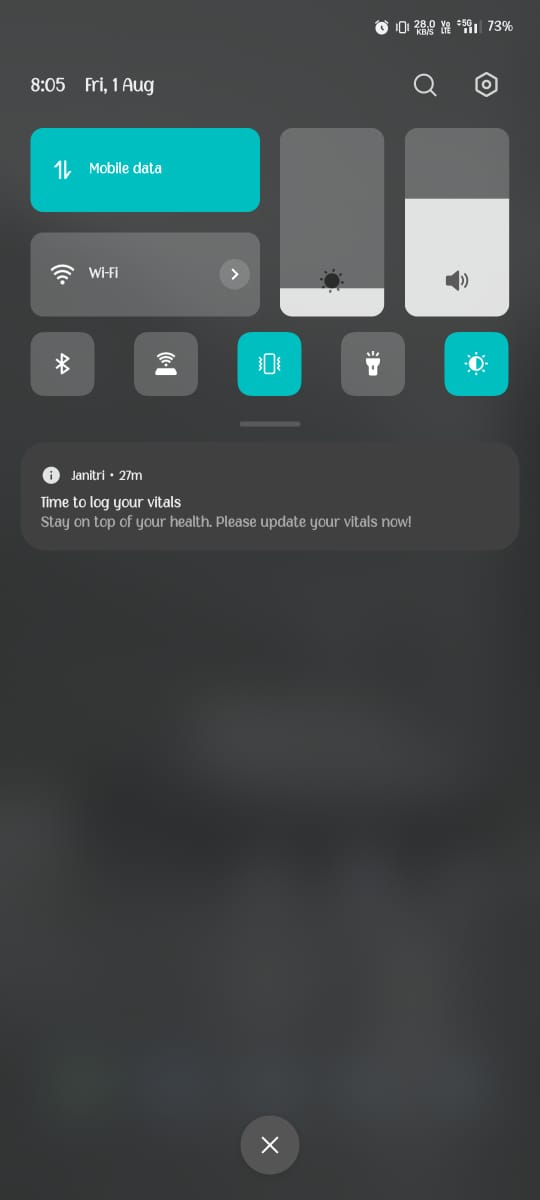 28.0 KB/S Vo LTE 5G 73%
8:05 Fri, 1 Aug
Mobile data
Wi-Fi
Janitri • 27m
Time to log your vitals
Stay on top of your health. Please update your vitals now!